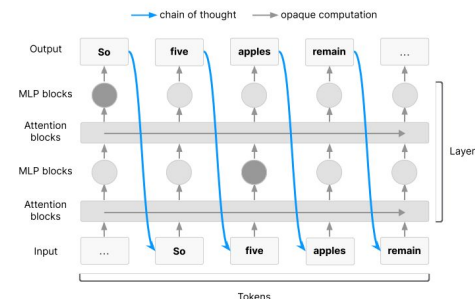 chain of thought opaque computation
Output So five apples remain ...
MLP blocks
Attention
blocks
Layer
MLP blocks
Attention
blocks
Input ... So five apples remain
Tokens